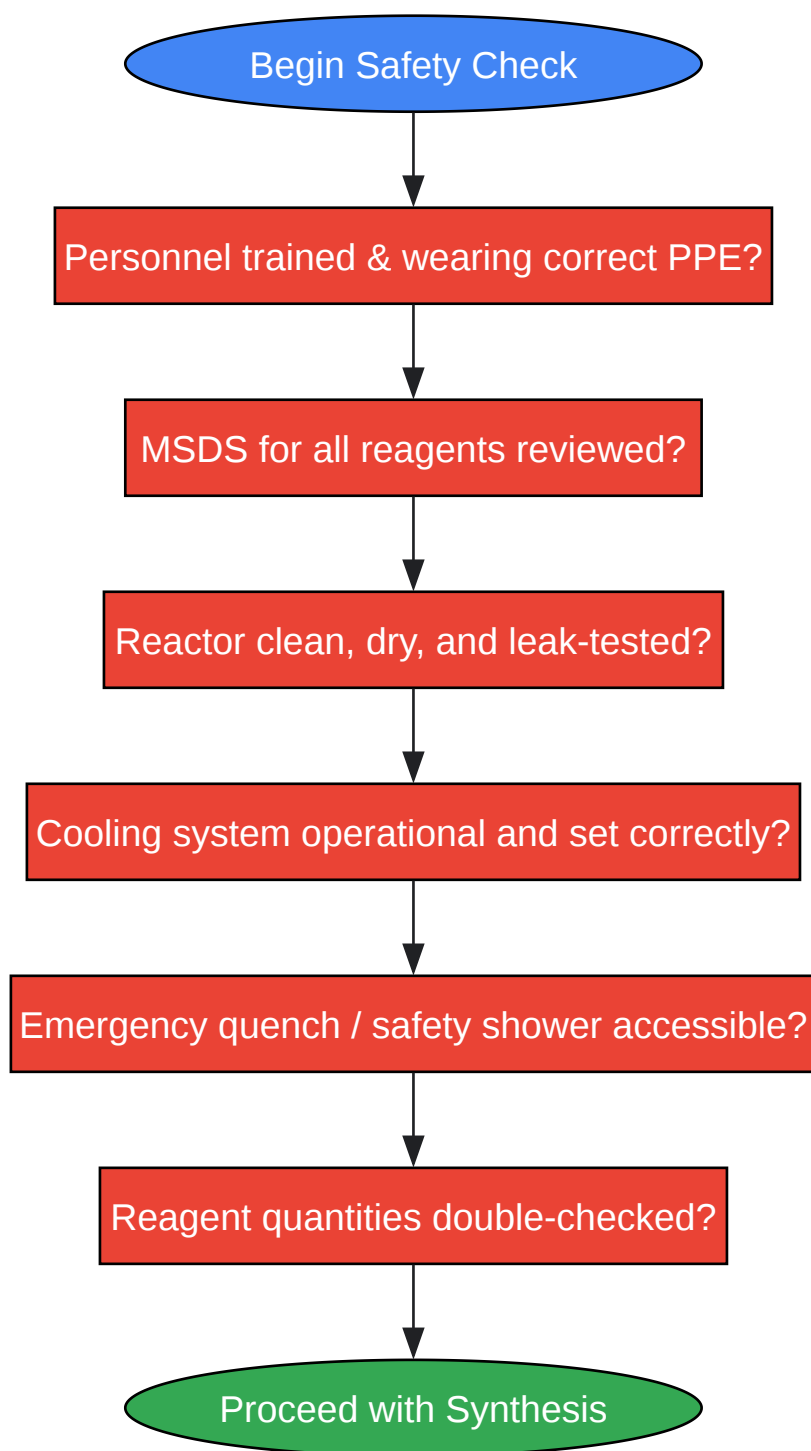 Begin Safety Check
Personnel trained & wearing correct PPE?
MSDS for all reagents reviewed?
Reactor clean, dry, and leak-tested?
Cooling system operational and set correctly?
Emergency quench / safety shower accessible?
Reagent quantities double-checked?
Proceed with Synthesis